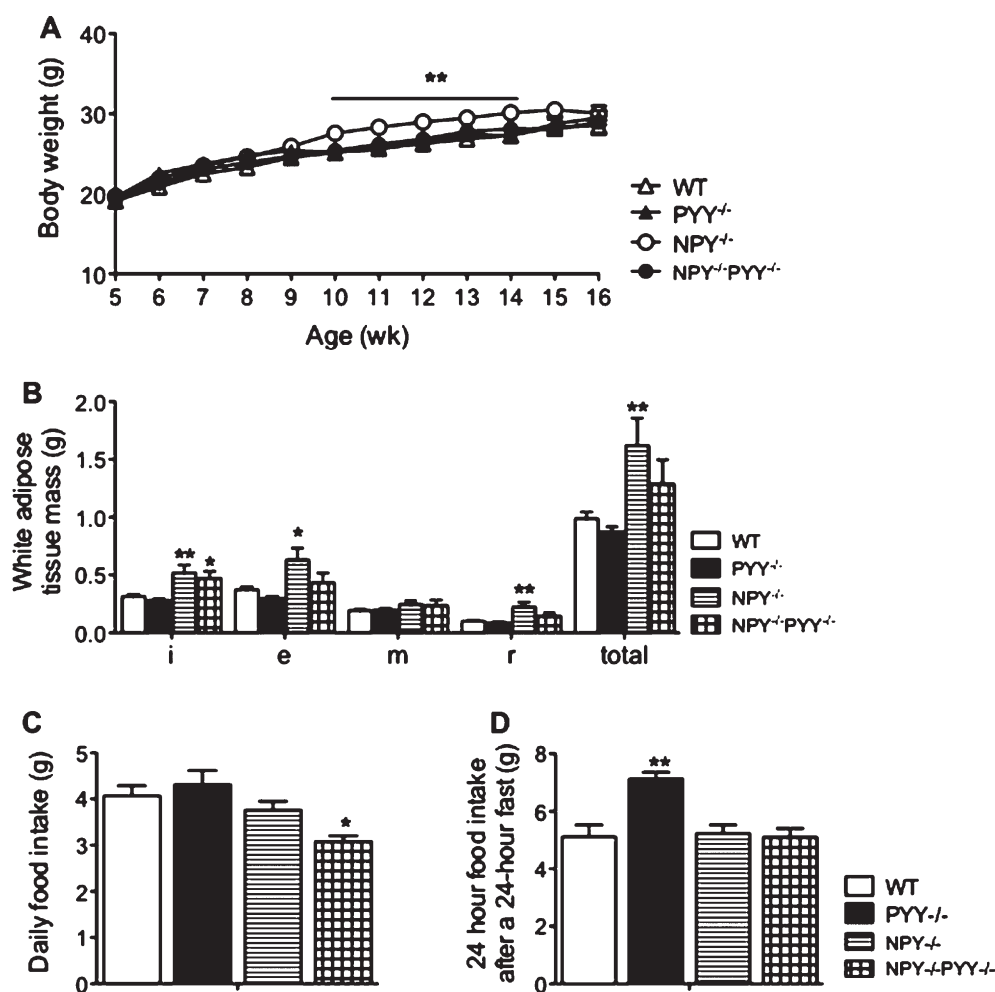 A
Body weight (g)
40
30
20
10
**
5 6 7 8 9 10 11 12 13 14 15 16
Age (wk)
WT
PYY-/-
NPY-/-
NPY-/-PYY-/-
B
White adipose
tissue mass (g)
2.0
1.5
1.0
0.5
0.0
** *
*
**
**
i e m r total
WT
PYY-/-
NPY-/-
NPY-/-PYY-/-
C
Daily food intake (g)
5
4
3
2
1
0
*
D
24 hour food intake
after a 24-hour fast (g)
8
6
4
2
0
**
WT
PYY-/-
NPY-/-
NPY-/-PYY-/-